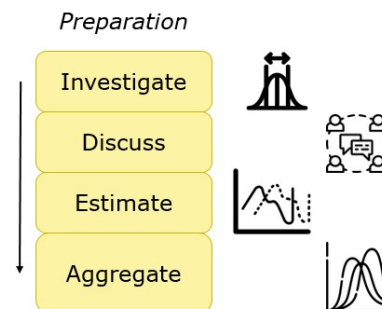 Preparation
Investigate
Discuss
Estimate
Aggregate